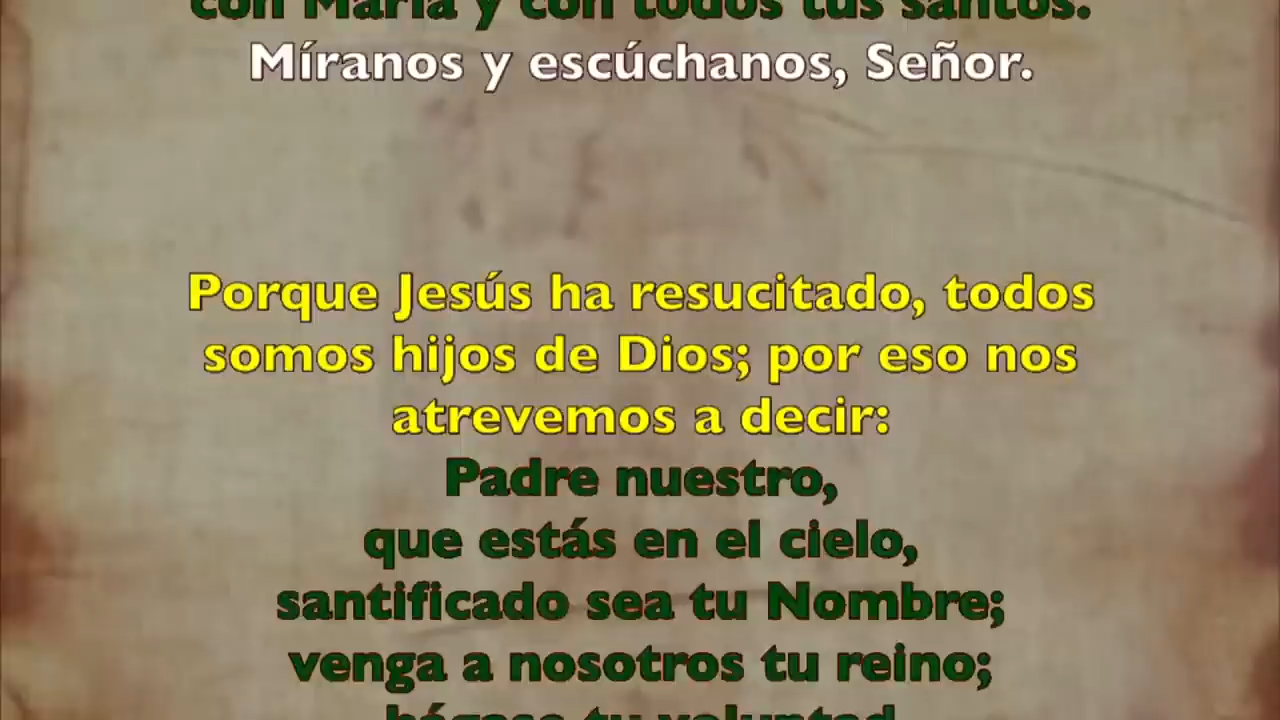 con María y con todos tus santos.
Míranos y escúchanos, Señor.
Porque Jesús ha resucitado, todos
somos hijos de Dios; por eso nos
atrevemos a decir:
Padre nuestro,
que estás en el cielo,
santificado sea tu Nombre;
venga a nosotros tu reino;
hágase tu voluntad